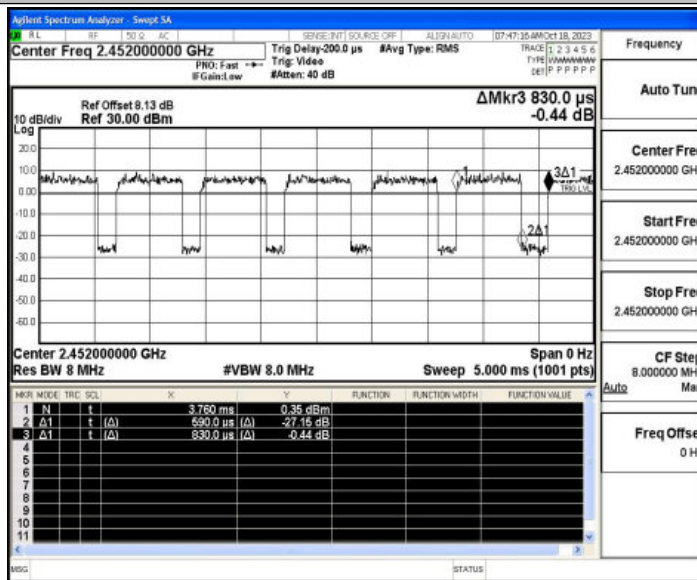 Agilent Spectrum Analyzer - Swept SA
RL RF 50 Ω AC SENSE:INT SOURCE OFF ALIGN AUTO 07:47:16 AM Oct 18, 2023
Center Freq 2.452000000 GHz Trig Delay-200.0 µs #Avg Type: RMS TRACE 1 2 3 4 5 6
PNO: Fast Trig: Video TYPE WWWWWW
IFGain:Low #Atten: 40 dB DET P P P P P P
Frequency
Auto Tun
Center Fre
2.452000000 GH
Start Fre
2.452000000 GH
Stop Fre
2.452000000 GH
CF Step
8.000000 MH
Auto Ma
Freq Offse
0 H
ΔMkr3 830.0 µs
-0.44 dB
Ref Offset 8.13 dB
10 dB/div Ref 30.00 dBm
Log
20.0
10.0
0.00
-10.0
-20.0
-30.0
-40.0
-50.0
-60.0
1
3Δ1
TRIG LVL
2Δ1
Center 2.452000000 GHz Span 0 Hz
Res BW 8 MHz #VBW 8.0 MHz Sweep 5.000 ms (1001 pts)
MKR MODE TRC SCL X Y FUNCTION FUNCTION WIDTH FUNCTION VALUE
1 N t 3.760 ms 0.35 dBm
2 Δ1 t (Δ) 590.0 µs (Δ) -27.15 dB
3 Δ1 t (Δ) 830.0 µs (Δ) -0.44 dB
4
5
6
7
8
9
10
11
MSG STATUS